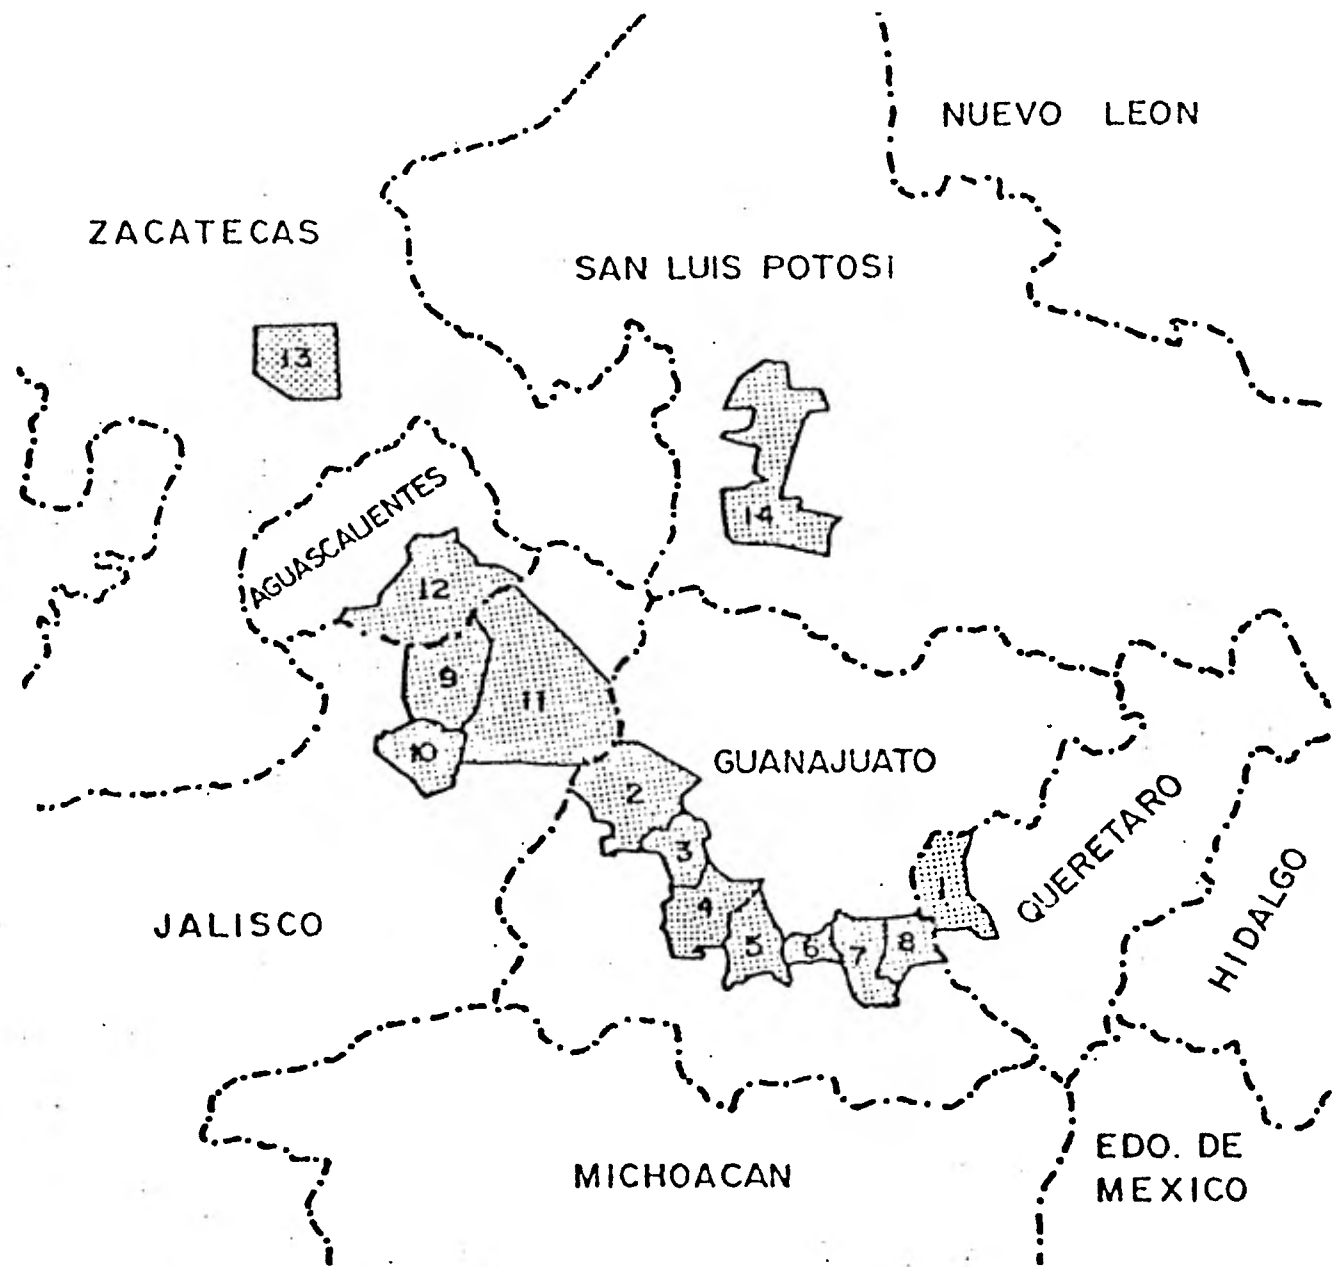 NUEVO LEON
ZACATECAS
SAN LUIS POTOSI
13
AGUASCALIENTES
14
12
9
11
10
GUANAJUATO
2
3
QUERETARO
1
HIDALGO
4
JALISCO
5
6
7
8
MICHOACAN
EDO. DE
MEXICO